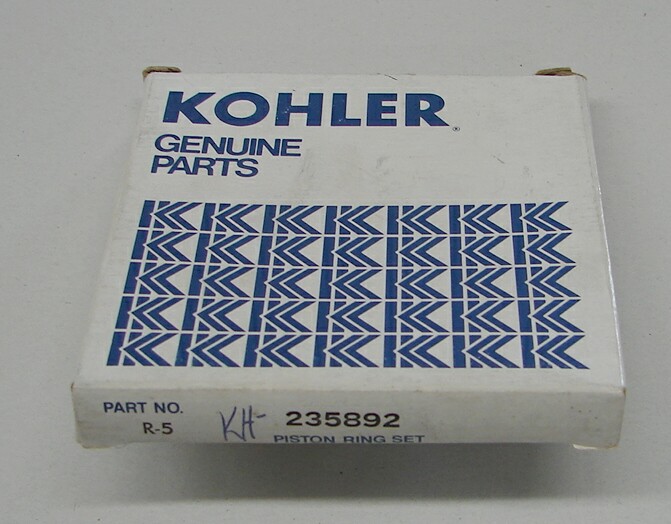 KOHLER®
GENUINE
PARTS
PART NO. KH- 235892
R-5 PISTON RING SET